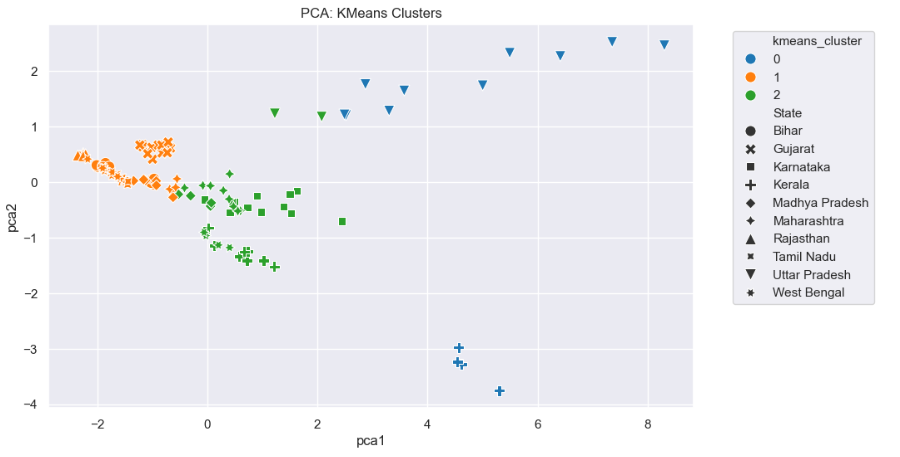 PCA: KMeans Clusters
2
1
0
−1
−2
−3
−4
pca2
−2
0
2
4
6
8
pca1
kmeans_cluster
0
1
2
State
Bihar
Gujarat
Karnataka
Kerala
Madhya Pradesh
Maharashtra
Rajasthan
Tamil Nadu
Uttar Pradesh
West Bengal